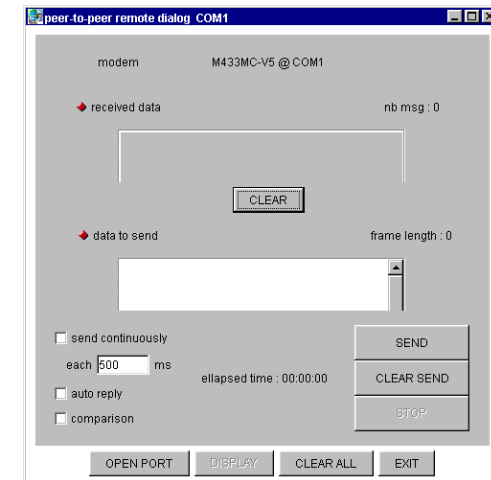 peer-to-peer remote dialog COM1
modem M433MC-V5 @ COM1
received data nb msg : 0
CLEAR
data to send frame length : 0
send continuously
SEND
each 500 ms
ellapsed time : 00:00:00
CLEAR SEND
auto reply
STOP
comparison
OPEN PORT DISPLAY CLEAR ALL EXIT